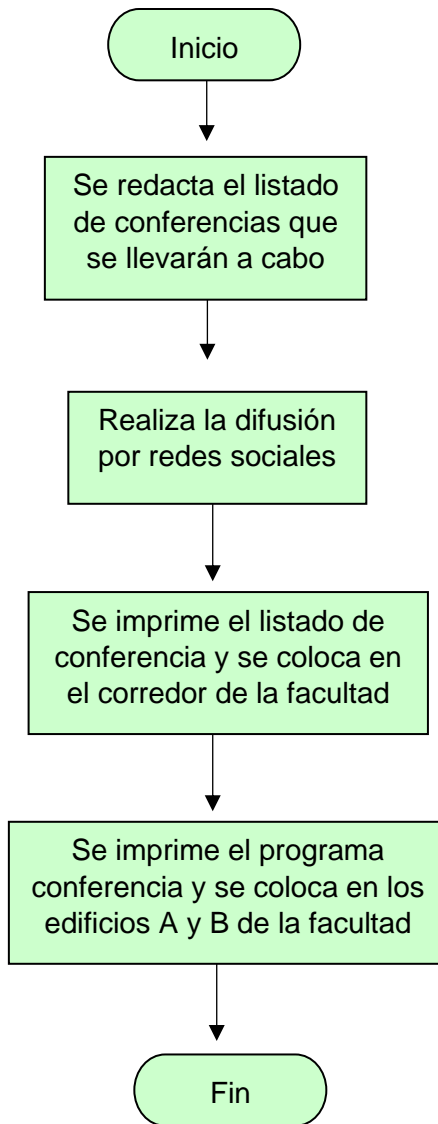 Inicio
Se redacta el listado
de conferencias que
se llevarán a cabo
Realiza la difusión
por redes sociales
Se imprime el listado de
conferencia y se coloca en
el corredor de la facultad
Se imprime el programa
conferencia y se coloca en los
edificios A y B de la facultad
Fin